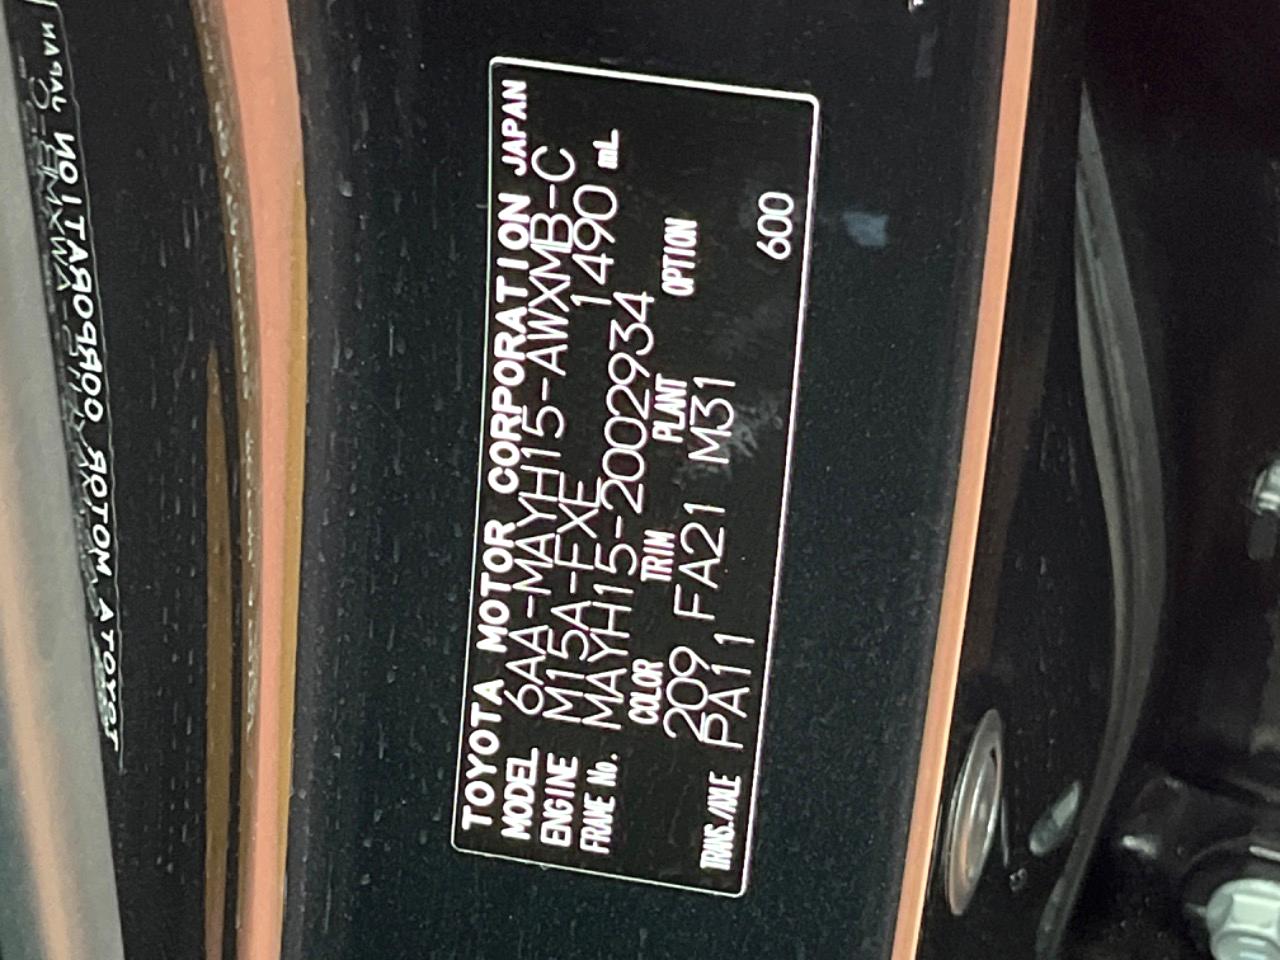 TOYOTA MOTOR CORPORATION JAPAN
MODEL 6AA-MAYH15-AWXMB-C
ENGINE M15A-FXE 1490 mL
FRAME No. MAYH15-2002934
COLOR TRIM PLANT OPTION
209 FA21 M31 600
TRANS./AXLE PA11